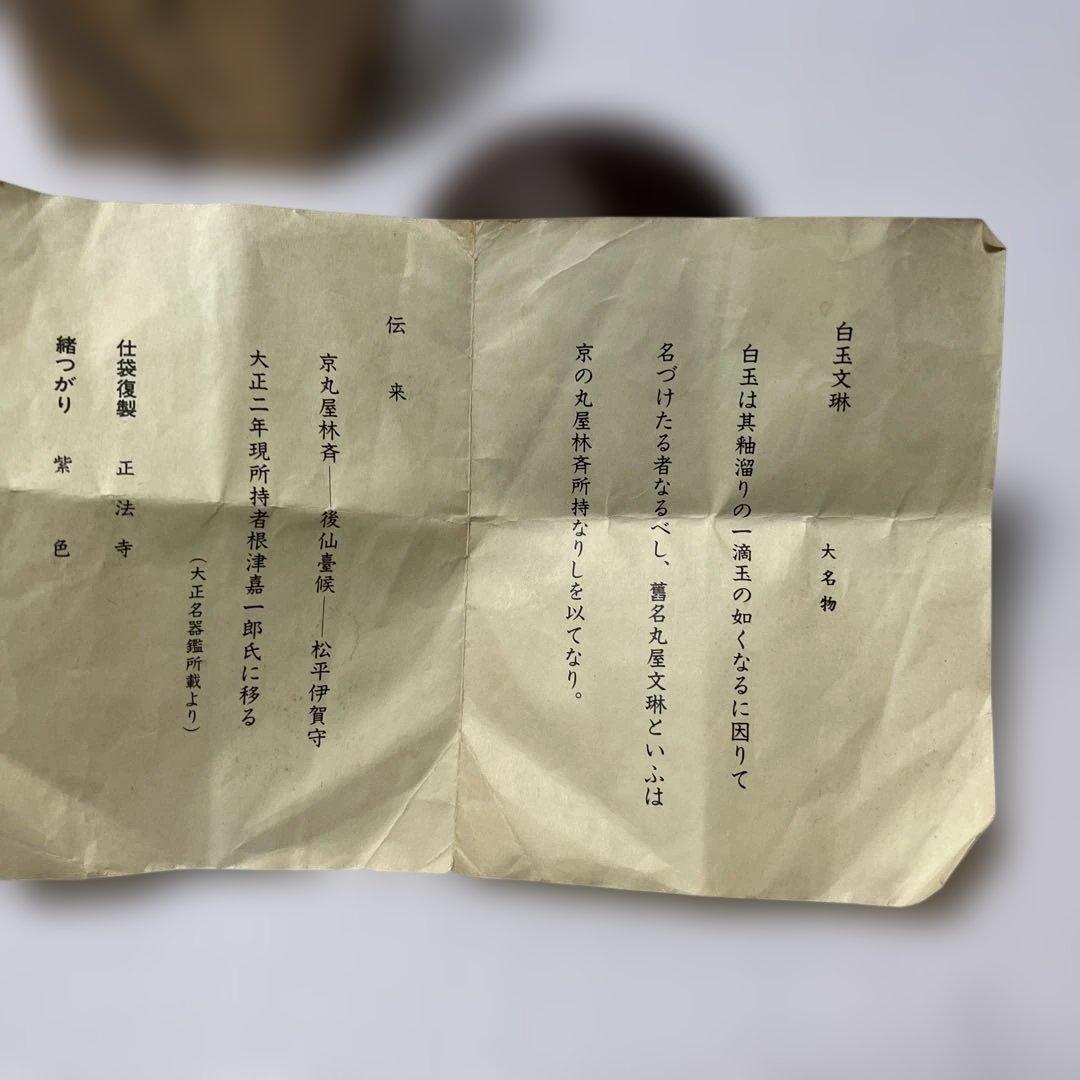 白玉文琳
大名物
白玉は其釉溜りの一滴玉の如くなるに因りて
名づけたる者なるべし、舊名丸屋文琳といふは
京の丸屋林斉所持なりしを以てなり。
伝来
京丸屋林斉――後仙臺候――松平伊賀守
大正二年現所持者根津嘉一郎氏に移る
(大正名器鑑所載より)
仕袋復製 正法寺
緒つがり 紫色